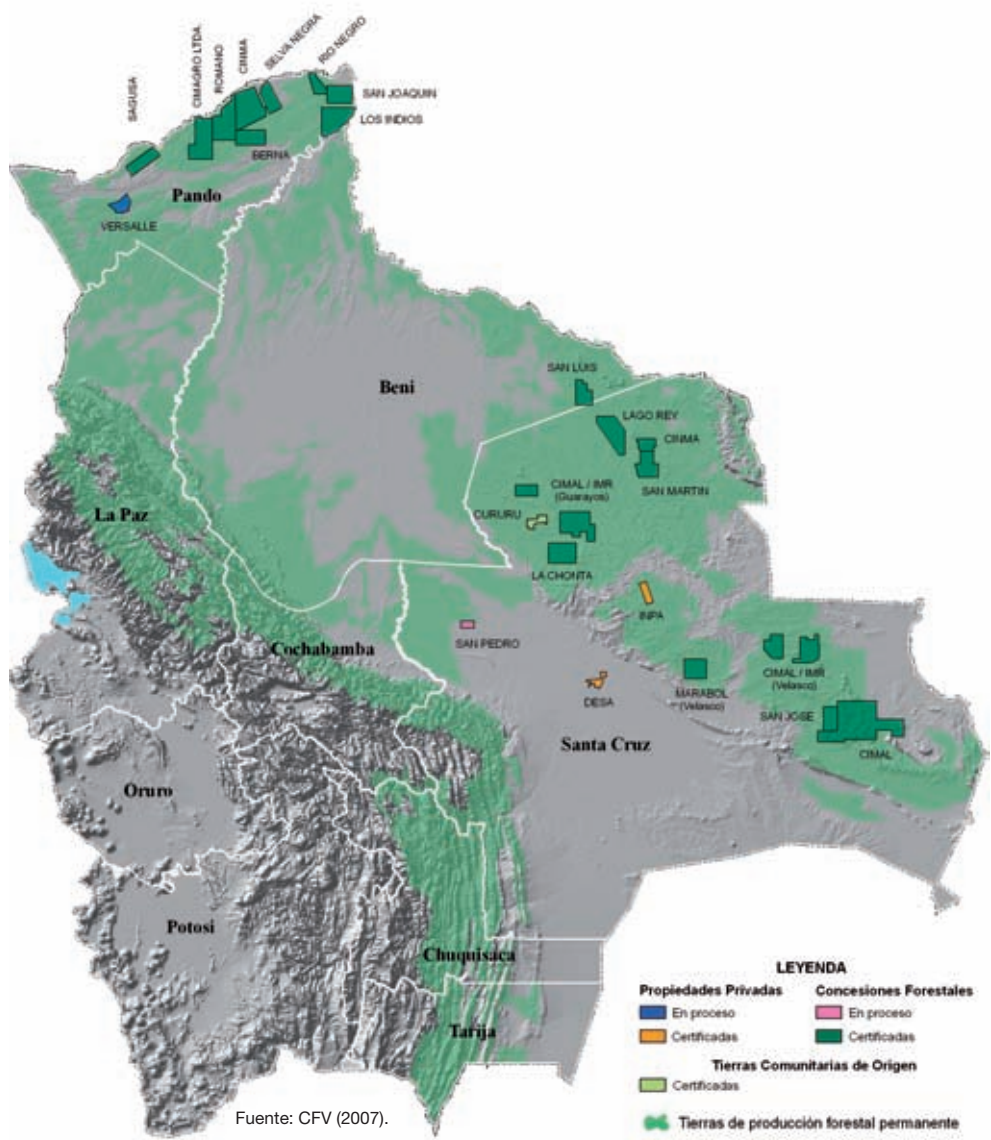 SAGUSA
CIMAGRO LTDA.
ROMANO
CINMA
SELVA NEGRA
RIO NEGRO
SAN JOAQUIN
LOS INDIOS
BERNA
Pando
VERSALLE
Beni
SAN LUIS
LAGO REY
CINMA
SAN MARTIN
CIMAL / IMR
(Guarayos)
CURURU
LA CHONTA
La Paz
INPA
SAN PEDRO
Cochabamba
CIMAL / IMR
(Velasco)
MARABOL
(Velasco)
DESA
SAN JOSE
CIMAL
Santa Cruz
Oruro
Potosi
Chuquisaca
Tarija
LEYENDA
Propiedades Privadas
En proceso
Certificadas
Concesiones Forestales
En proceso
Certificadas
Tierras Comunitarias de Origen
Certificadas
Tierras de producción forestal permanente
Fuente: CFV (2007).